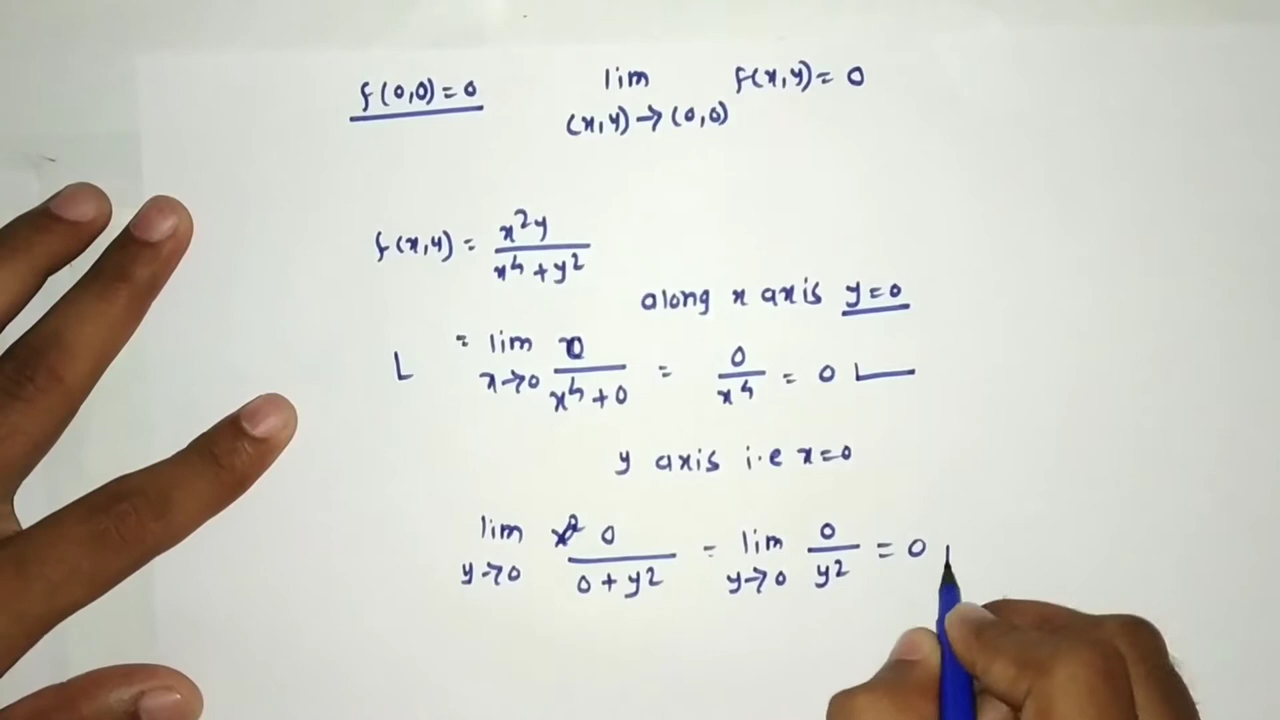 f(0,0)=0 lim f(x,y)=0
(x,y)→(0,0)
f(x,y) = x²y
x⁴+y²
along x axis y=0
L = lim 0 = 0 = 0 L
x→0 x⁴+0 x⁴
y axis i.e x=0
lim 0 = lim 0 = 0
y→0 0+y² y→0 y²